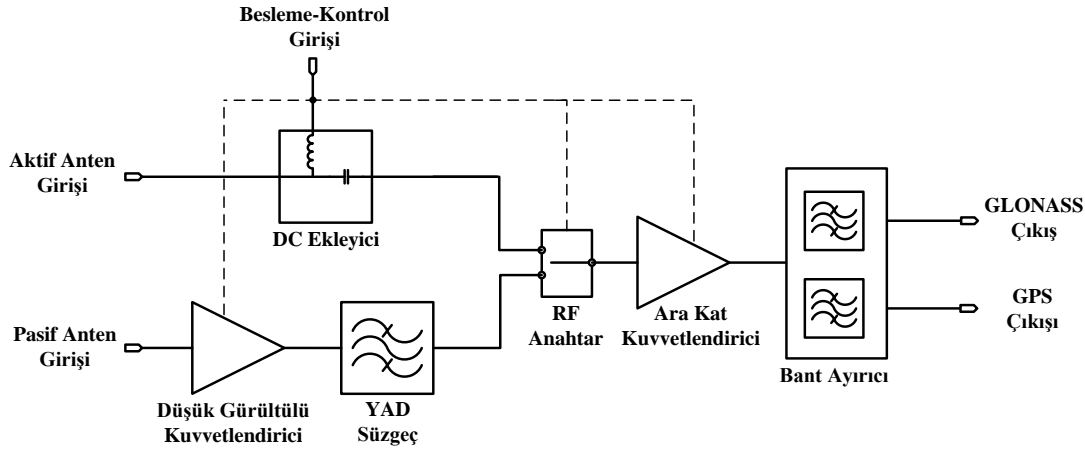 Besleme-Kontrol
Girişi
Aktif Anten
Girişi
DC Ekleyici
GLONASS
Çıkış
RF
Anahtar
Ara Kat
Kuvvetlendirici
GPS
Çıkışı
Pasif Anten
Girişi
Bant Ayırıcı
Düşük Gürültülü
Kuvvetlendirici
YAD
Süzgeç